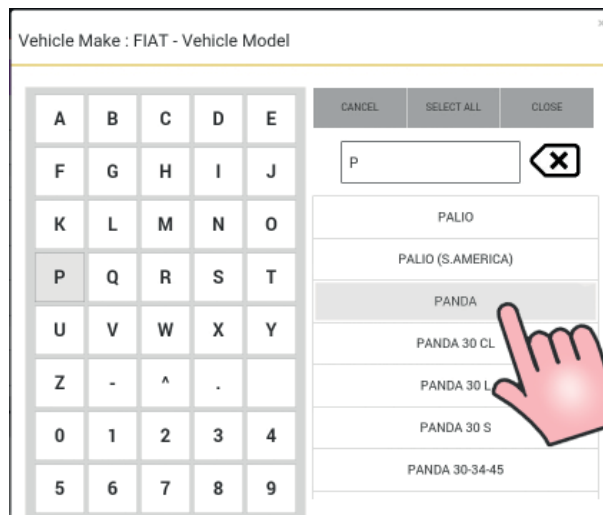 ×
Vehicle Make : FIAT - Vehicle Model
A B C D E
F G H I J
K L M N O
P Q R S T
U V W X Y
Z - ^ .
0 1 2 3 4
5 6 7 8 9
CANCEL SELECT ALL CLOSE
P
PALIO
PALIO (S.AMERICA)
PANDA
PANDA 30 CL
PANDA 30 L
PANDA 30 S
PANDA 30-34-45